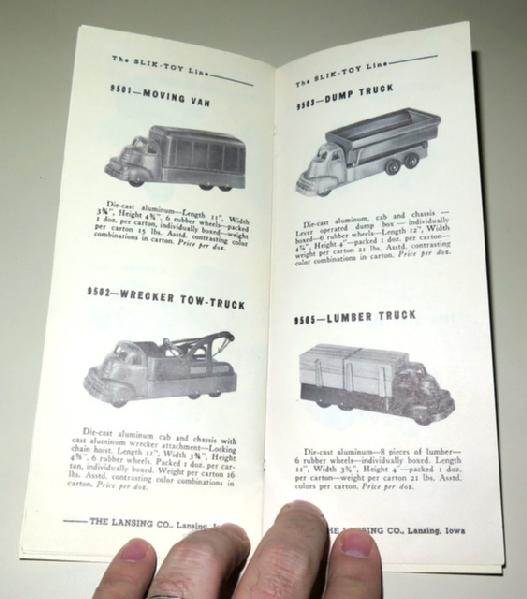 The SLIK-TOY Line
9501—MOVING VAN
Die-cast aluminum—Length 11", Width
3¾", Height 4¾", 6 rubber wheels—packed
1 doz. per carton, individually boxed—weight
per carton 15 lbs. Asstd. contrasting color
combinations in carton. Price per doz.
9502—WRECKER TOW-TRUCK
Die-cast aluminum cab and chassis with
cast aluminum wrecker attachment—Locking
chain hoist. Length 11", Width 3¾", Height
4¾", 6 rubber wheels. Packed 1 doz. per car-
ton, individually boxed. Weight per carton 16
lbs. Asstd. contrasting color combinations in
carton. Price per doz.
THE LANSING CO., Lansing,
The SLIK-TOY Line
DUMP TRUCK
Die-cast aluminum, cab and chassis —
Lever operated dump box — individually
boxed—6 rubber wheels—Length 12", Width
4¾", Height 4"—packed 1 doz. per carton—
weight per carton 21 lbs. Asstd. contrasting
color combinations in carton. Price per doz.
9505—LUMBER TRUCK
Die-cast aluminum—8 pieces of lumber—
6 rubber wheels—individually boxed. Length
11", Width 3¾", Height 4"—packed 1 doz.
per carton—weight per carton 21 lbs. Asstd.
colors per carton. Price per doz.
THE LANSING CO., Lansing, Iowa